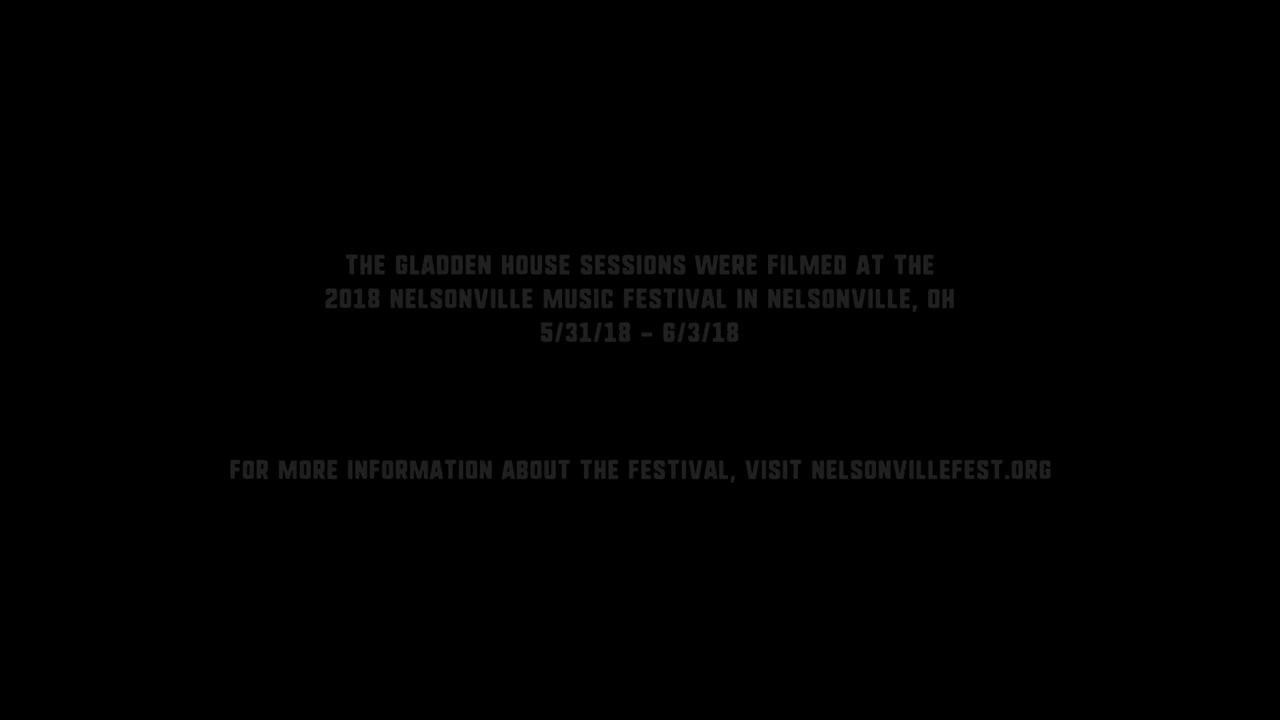 THE GLADDEN HOUSE SESSIONS WERE FILMED AT THE
2018 NELSONVILLE MUSIC FESTIVAL IN NELSONVILLE, OH
5/31/18 – 6/3/18
FOR MORE INFORMATION ABOUT THE FESTIVAL, VISIT NELSONVILLEFEST.ORG